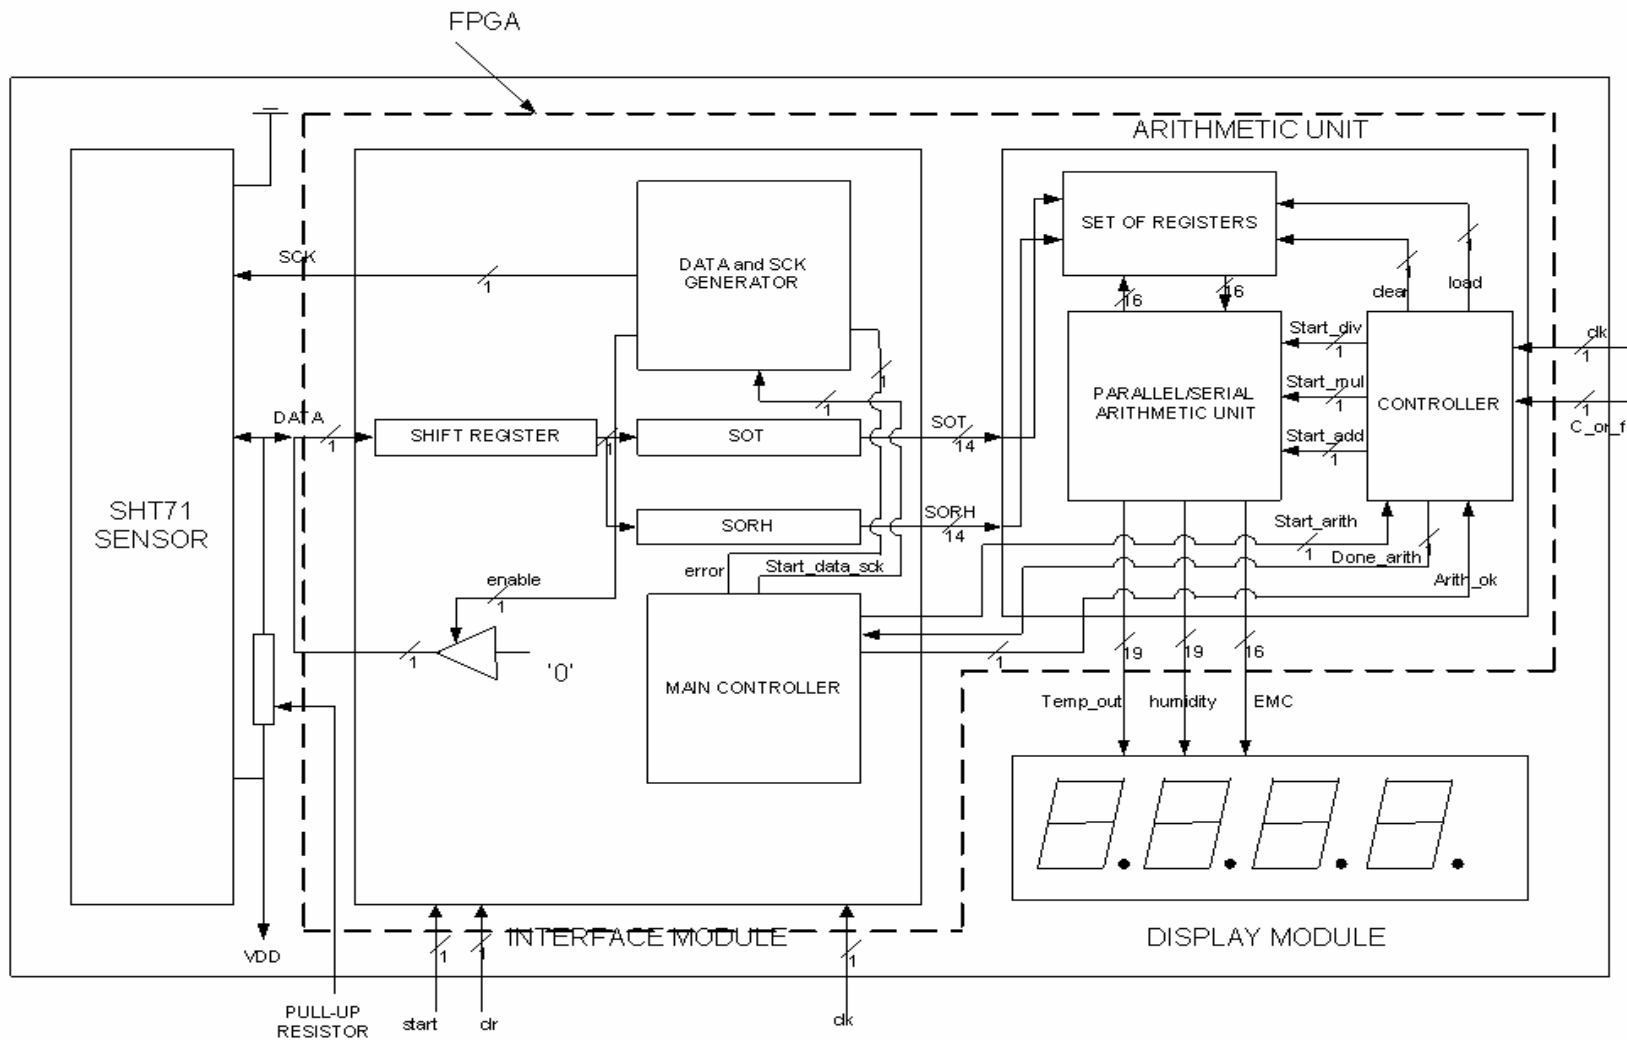 FPGA
ARITHMETIC UNIT
SET OF REGISTERS
SCK
1
DATA and SCK
GENERATOR
16
16
1
clear
1
load
Start_div
1
Start_mul
1
Start_add
1
PARALLEL/SERIAL
ARITHMETIC UNIT
CONTROLLER
clk
1
1
C_or_f
1
1
DATA
1
SHIFT REGISTER
1
SOT
SOT
14
SORH
SORH
14
SHT71
SENSOR
Start_arith
1
Done_arith
1
Arith_ok
error
Start_data_sck
enable
1
1
'0'
MAIN CONTROLLER
1
19
19
16
Temp_out
humidity
EMC
VDD
INTERFACE MODULE
DISPLAY MODULE
1
1
1
PULL-UP
RESISTOR
start
clr
clk